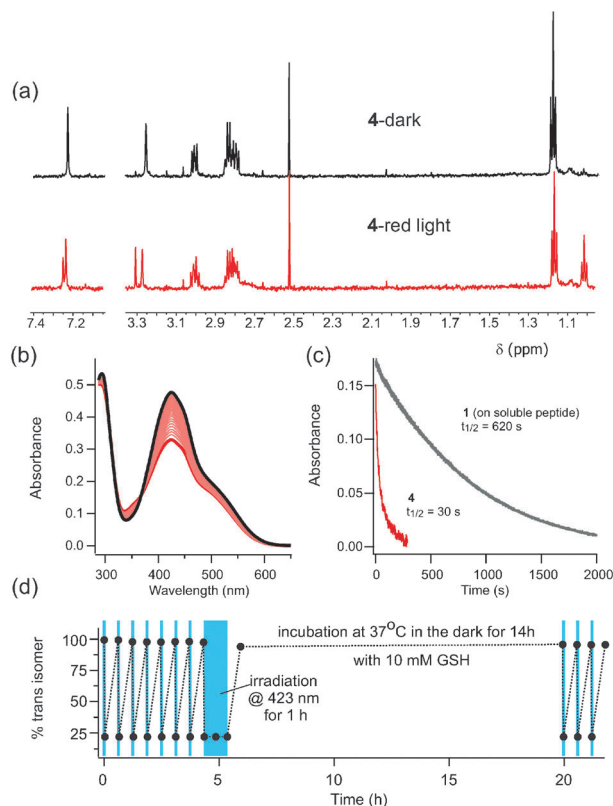 (a)
4-dark
4-red light
7.4 7.2 3.3 3.1 2.9 2.7 2.5 2.3 2.1 1.9 1.7 1.5 1.3 1.1
δ (ppm)
(b)
Absorbance
0.5
0.4
0.3
0.2
0.1
0.0
300 400 500 600
Wavelength (nm)
(c)
Absorbance
0.15
0.10
0.05
0.00
1 (on soluble peptide)
t1/2 = 620 s
4
t1/2 = 30 s
0 500 1000 1500 2000
Time (s)
(d)
% trans isomer
100
75
50
25
incubation at 37°C in the dark for 14h
with 10 mM GSH
irradiation
@ 423 nm
for 1 h
0 5 10 15 20
Time (h)